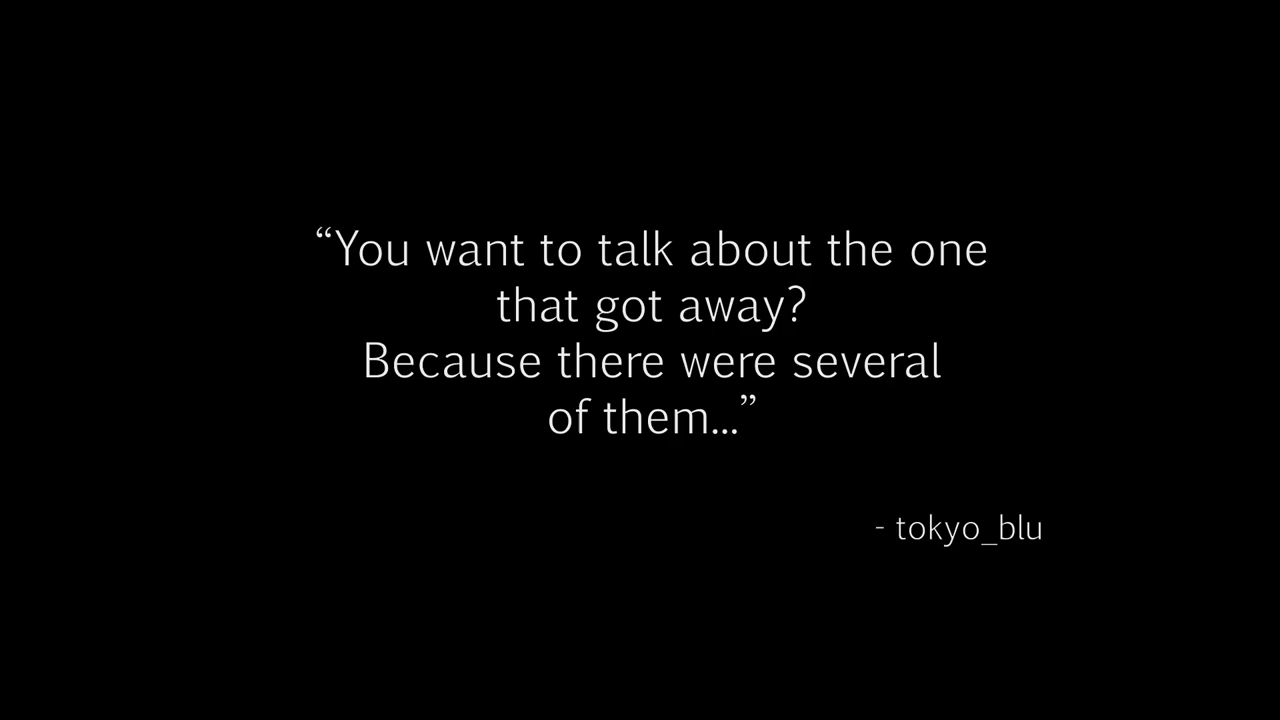 “You want to talk about the one
that got away?
Because there were several
of them...”
- tokyo_blu